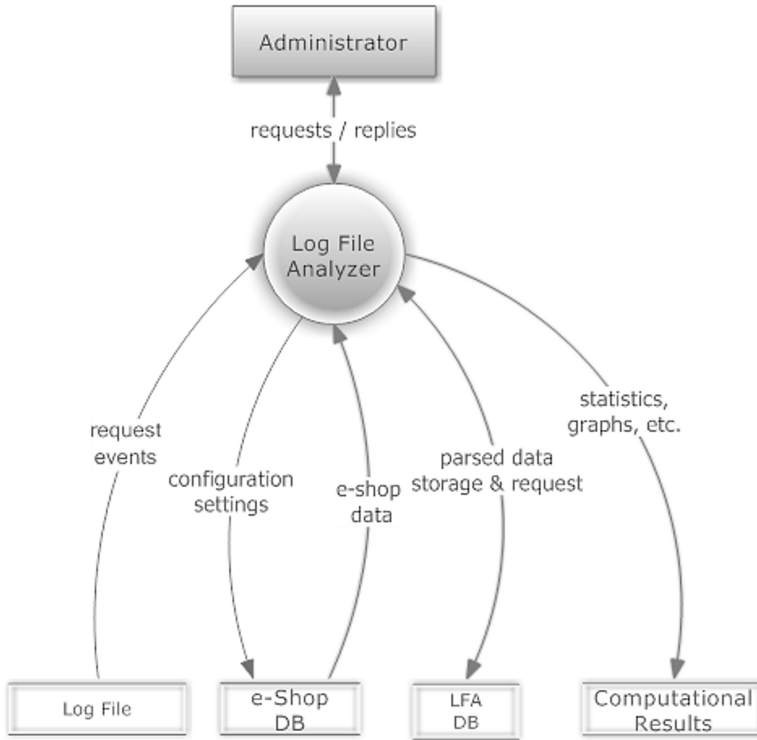 Administrator
requests / replies
Log File
Analyzer
request
events
configuration
settings
e-shop
data
parsed data
storage & request
statistics,
graphs, etc.
Log File
e-Shop
DB
LFA
DB
Computational
Results